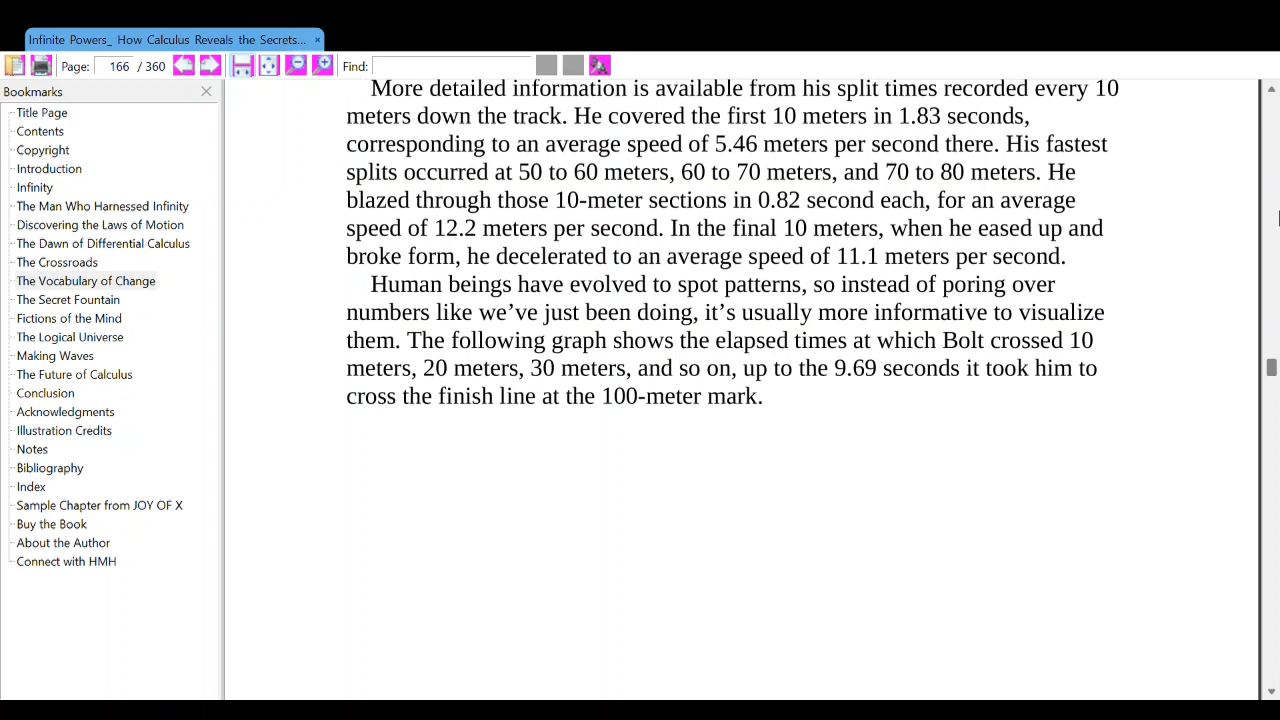 Infinite Powers_ How Calculus Reveals the Secrets... ×
Page: 166 / 360 Find:
Bookmarks
Title Page
Contents
Copyright
Introduction
Infinity
The Man Who Harnessed Infinity
Discovering the Laws of Motion
The Dawn of Differential Calculus
The Crossroads
The Vocabulary of Change
The Secret Fountain
Fictions of the Mind
The Logical Universe
Making Waves
The Future of Calculus
Conclusion
Acknowledgments
Illustration Credits
Notes
Bibliography
Index
Sample Chapter from JOY OF X
Buy the Book
About the Author
Connect with HMH
More detailed information is available from his split times recorded every 10
meters down the track. He covered the first 10 meters in 1.83 seconds,
corresponding to an average speed of 5.46 meters per second there. His fastest
splits occurred at 50 to 60 meters, 60 to 70 meters, and 70 to 80 meters. He
blazed through those 10-meter sections in 0.82 second each, for an average
speed of 12.2 meters per second. In the final 10 meters, when he eased up and
broke form, he decelerated to an average speed of 11.1 meters per second.
Human beings have evolved to spot patterns, so instead of poring over
numbers like we’ve just been doing, it’s usually more informative to visualize
them. The following graph shows the elapsed times at which Bolt crossed 10
meters, 20 meters, 30 meters, and so on, up to the 9.69 seconds it took him to
cross the finish line at the 100-meter mark.